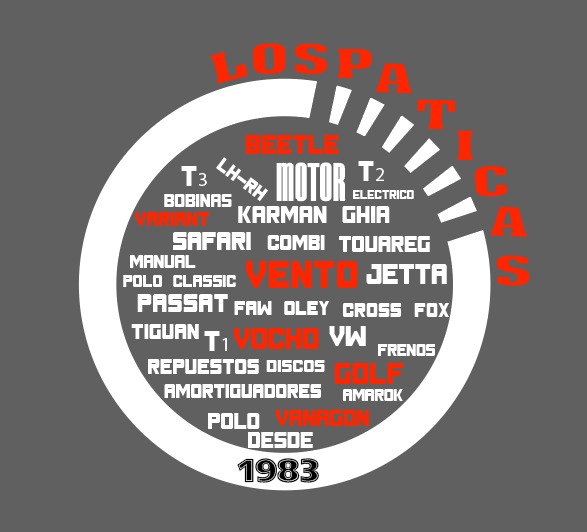 LOSPATICAS
BEETLE
T3 LH-RH MOTOR T2
BOBINAS ELECTRICO
VARIANT KARMAN GHIA
SAFARI COMBI TOUAREG
MANUAL
POLO CLASSIC VENTO JETTA
PASSAT FAW OLEY CROSS FOX
TIGUAN T1 VOCHO VW
FRENOS
REPUESTOS DISCOS GOLF
AMORTIGUADORES AMAROK
POLO VANAGON
DESDE
1983